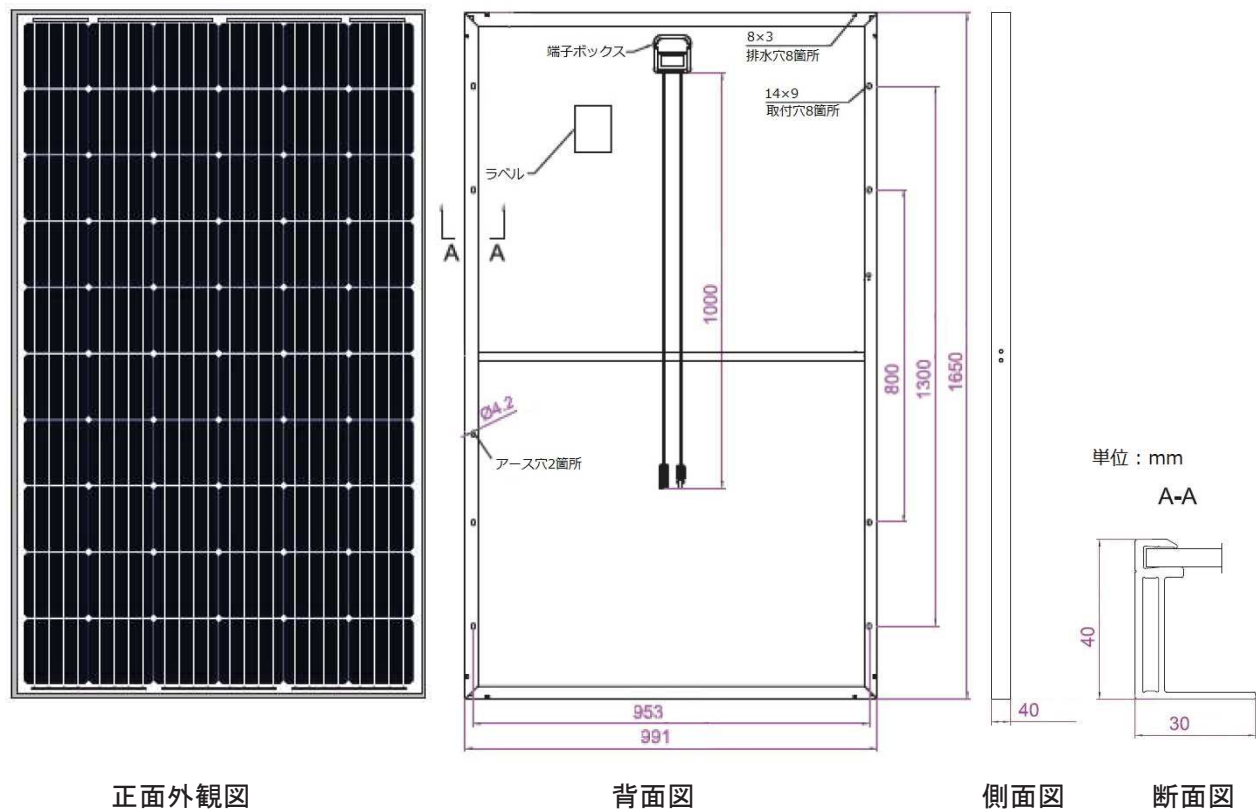 端子ボックス
8×3
排水穴8箇所
14×9
取付穴8箇所
ラベル
A A
1000
800
1300
1650
Ø4.2
アース穴2箇所
単位：mm
A-A
40
30
953
991
40
正面外観図
背面図
側面図
断面図